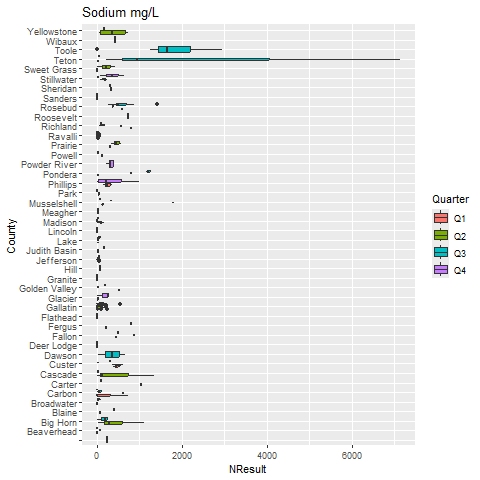 Sodium mg/L
Yellowstone
Wibaux
Toole
Teton
Sweet Grass
Stillwater
Sheridan
Sanders
Rosebud
Roosevelt
Richland
Ravalli
Prairie
Powell
Powder River
Pondera
Phillips
Park
Musselshell
Meagher
Madison
Lincoln
Lake
Judith Basin
Jefferson
Hill
Granite
Golden Valley
Glacier
Gallatin
Flathead
Fergus
Fallon
Deer Lodge
Dawson
Custer
Cascade
Carter
Carbon
Broadwater
Blaine
Big Horn
Beaverhead
County
0 2000 4000 6000
NResult
Quarter
Q1
Q2
Q3
Q4